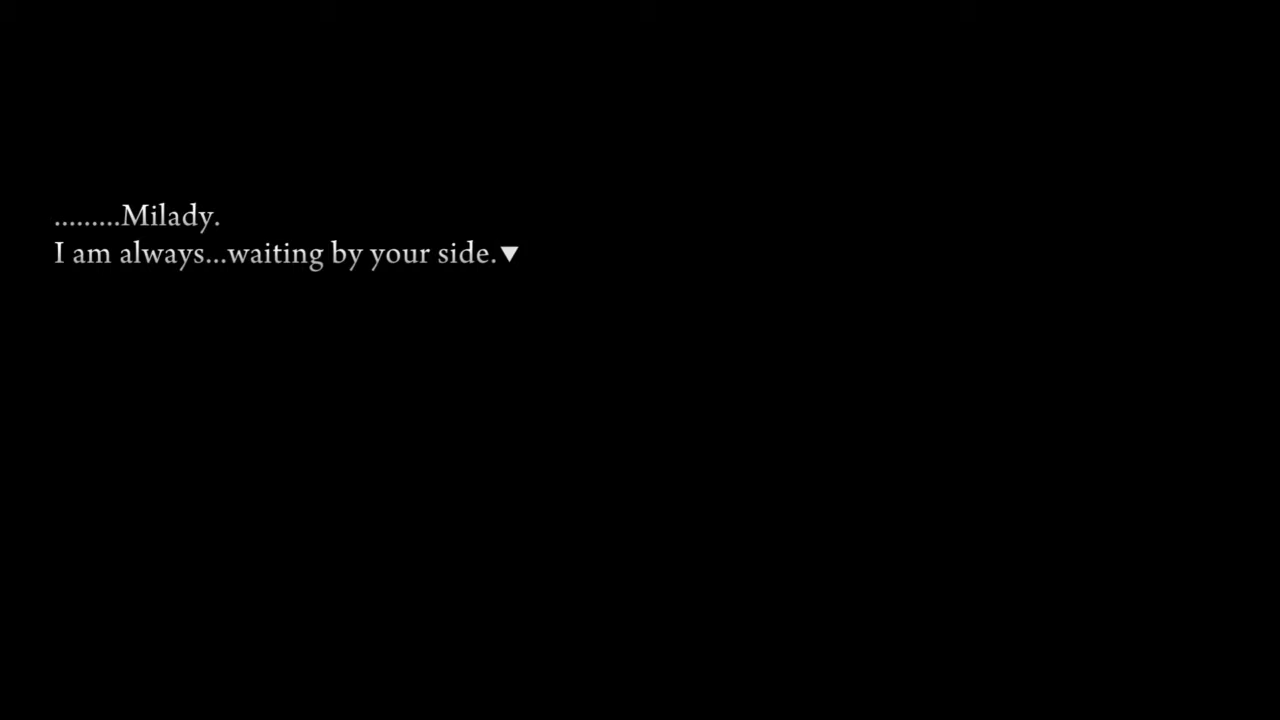 .........Milady.
I am always...waiting by your side.▼